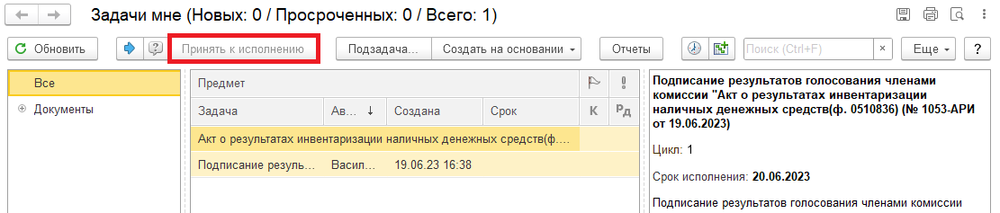 Задачи мне (Новых: 0 / Просроченных: 0 / Всего: 1)
Обновить Принять к исполнению Подзадача... Создать на основании Отчеты Поиск (Ctrl+F) × Еще ?
Все
Документы
Предмет
Задача Ав... ↓ Создана Срок К Рд
Акт о результатах инвентаризации наличных денежных средств(ф....
Подписание резуль... Васил... 19.06.23 16:38
Подписание результатов голосования членами
комиссии "Акт о результатах инвентаризации
наличных денежных средств(ф. 0510836) (№ 1053-АРИ
от 19.06.2023)
Цикл: 1
Срок исполнения: 20.06.2023
Подписание результатов голосования членами комиссии